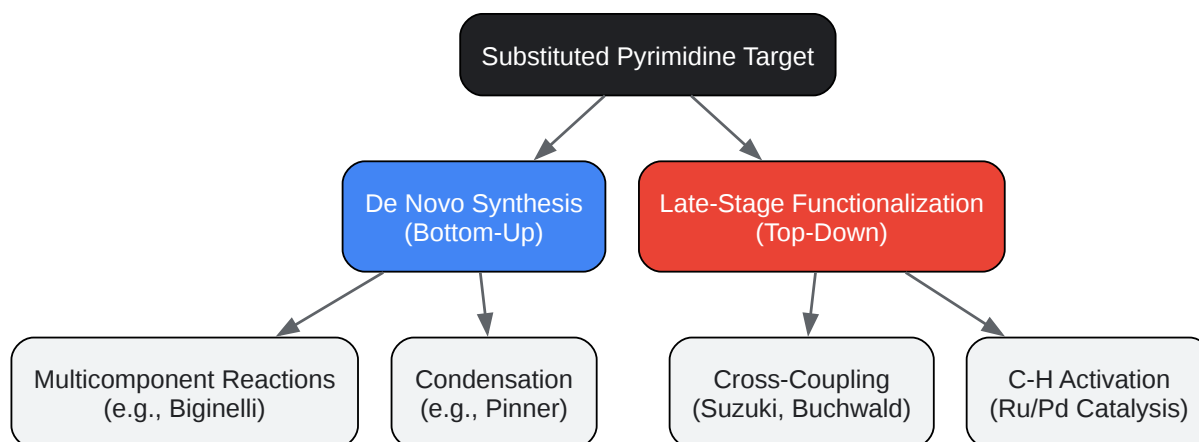 Substituted Pyrimidine Target
De Novo Synthesis
(Bottom-Up)
Late-Stage Functionalization
(Top-Down)
Multicomponent Reactions
(e.g., Biginelli)
Condensation
(e.g., Pinner)
Cross-Coupling
(Suzuki, Buchwald)
C-H Activation
(Ru/Pd Catalysis)